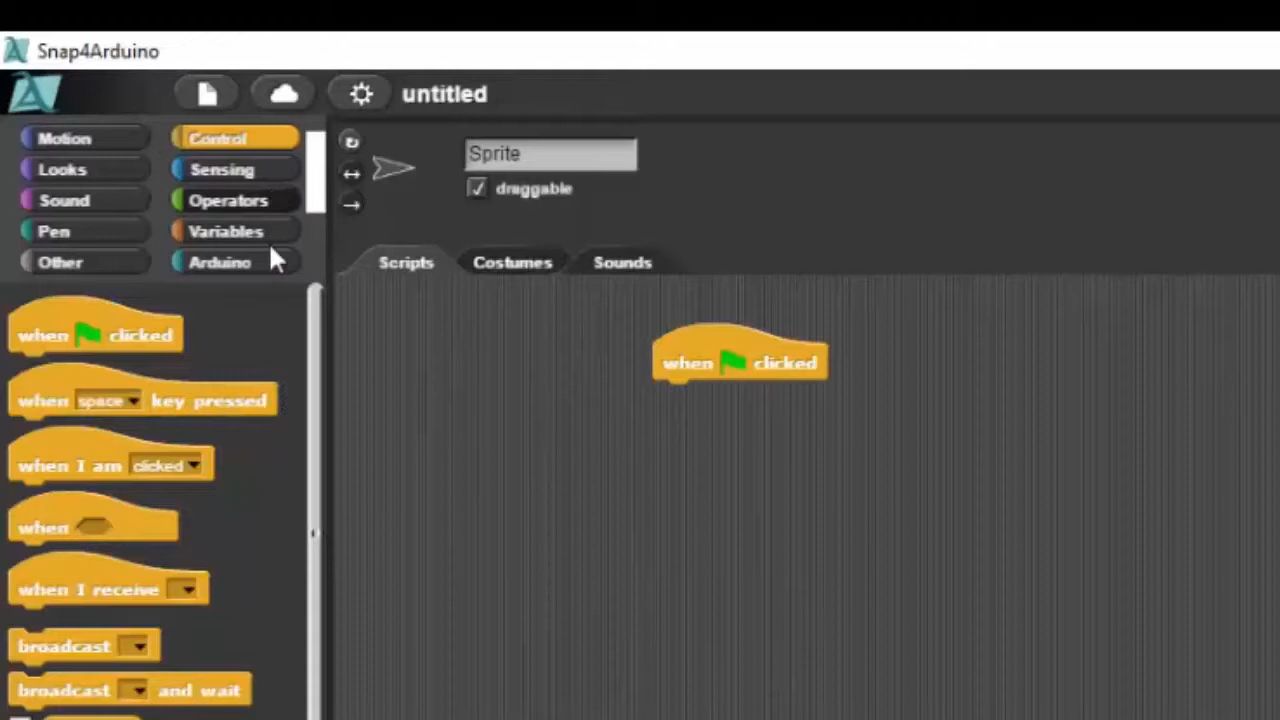 Snap4Arduino
untitled
Motion Control
Looks Sensing
Sound Operators
Pen Variables
Other Arduino
Sprite
draggable
Scripts Costumes Sounds
when clicked
when space key pressed
when I am clicked
when
when I receive
broadcast
broadcast and wait
when clicked